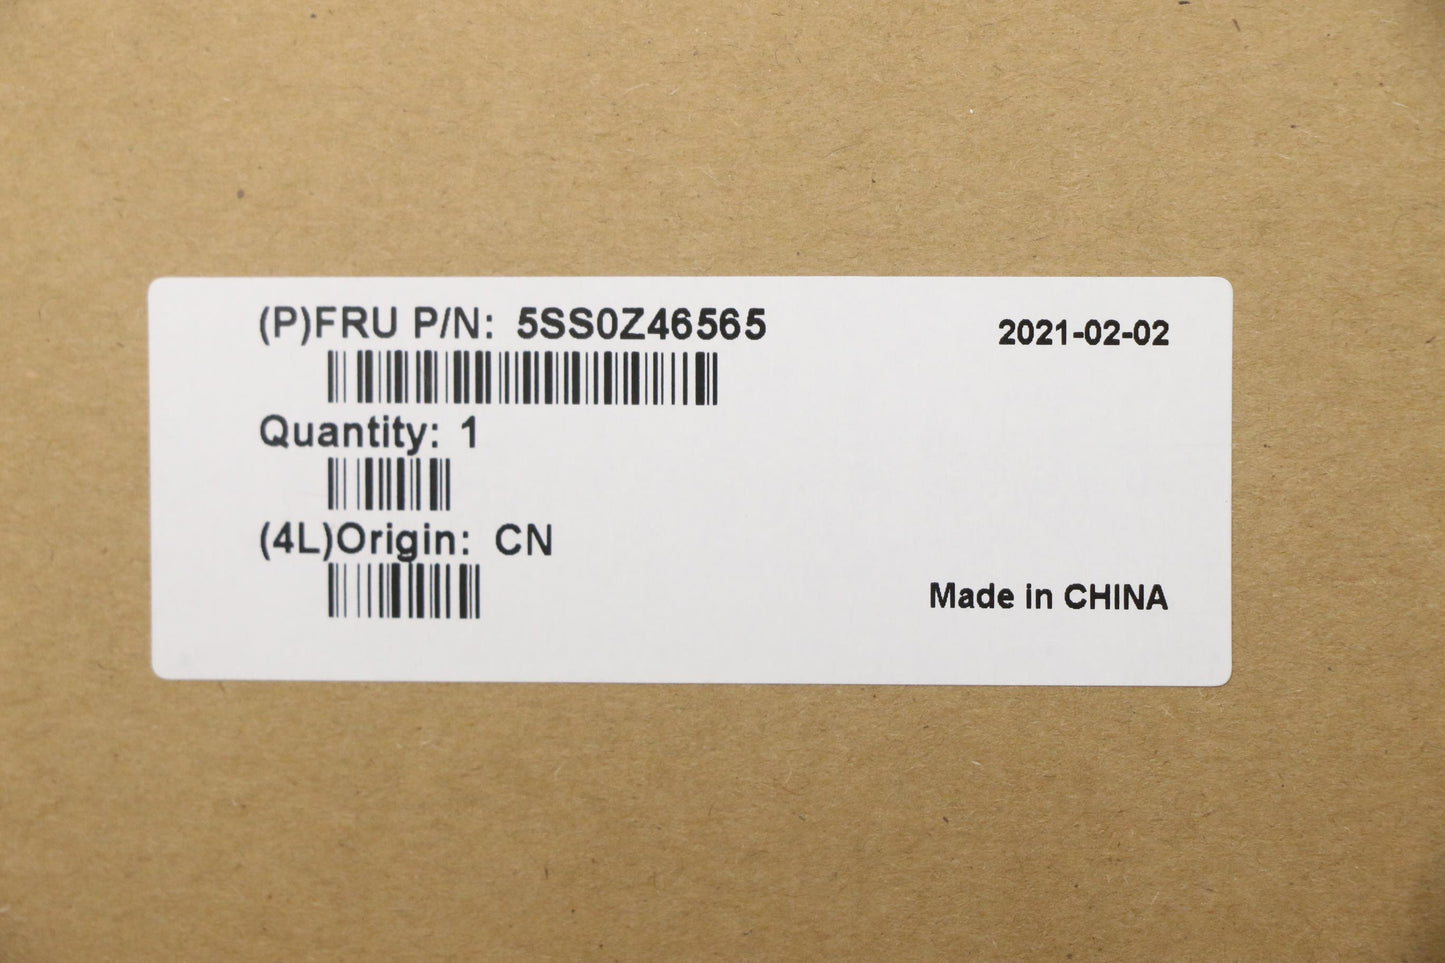 (P)FRU P/N: 5SS0Z46565
2021-02-02
Quantity: 1
(4L)Origin: CN
Made in CHINA